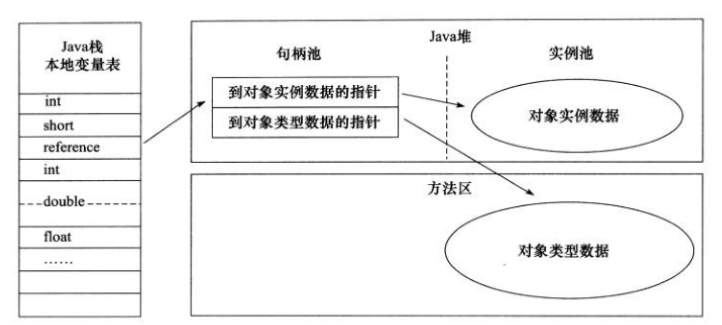 Java栈
本地变量表
int
short
reference
int
double
float
……
Java堆
句柄池
实例池
到对象实例数据的指针
到对象类型数据的指针
对象实例数据
方法区
对象类型数据